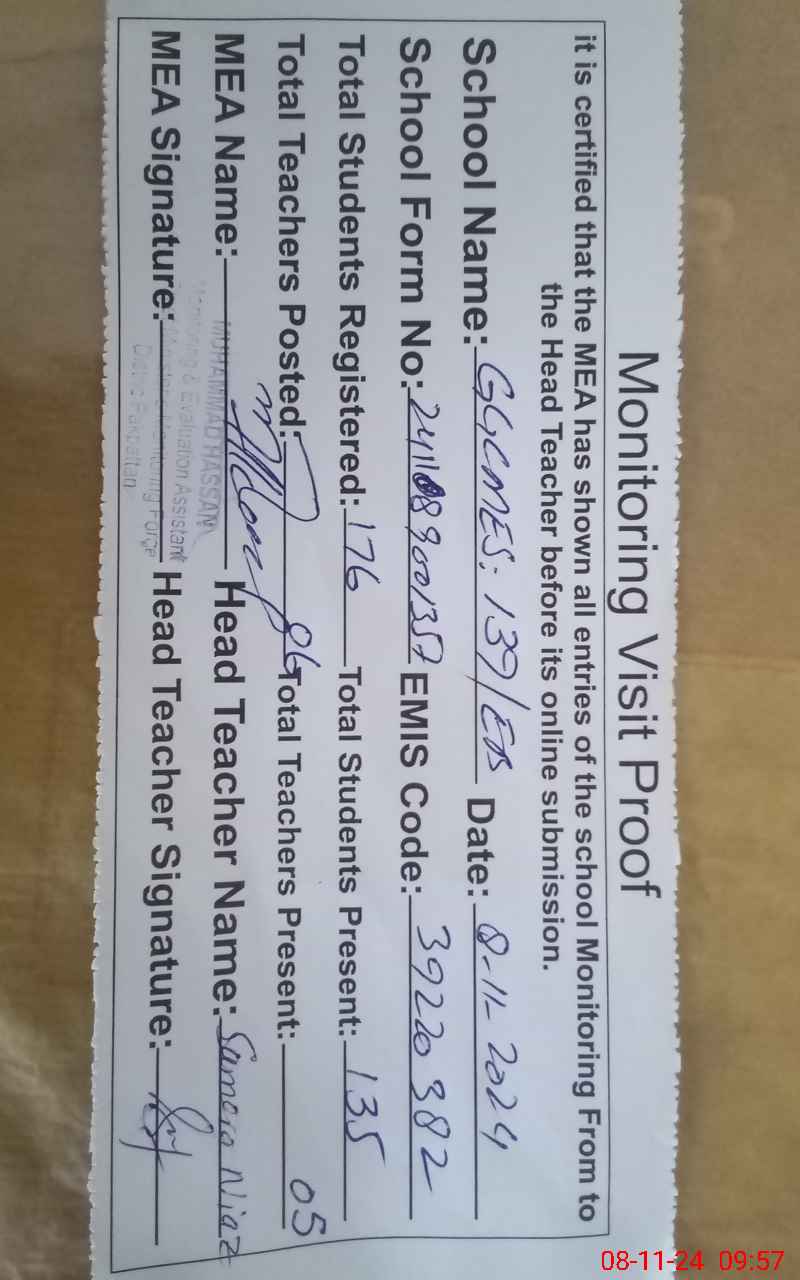 Monitoring Visit Proof
it is certified that the MEA has shown all entries of the school Monitoring From to
the Head Teacher before its online submission.
School Name: GGCMES: 139/EB Date: 8-11-2024
School Form No: EMIS Code: 39220382
Total Students Registered: 176 Total Students Present: 135
Total Teachers Posted: 06 Total Teachers Present: 05
MEA Name: MUHAMMAD HASSAN Head Teacher Name: Samera Niaz
Monitoring & Evaluation Assistant
MEA Signature: Monitoring Force Head Teacher Signature:
District Pakpattan
08-11-24 09:57